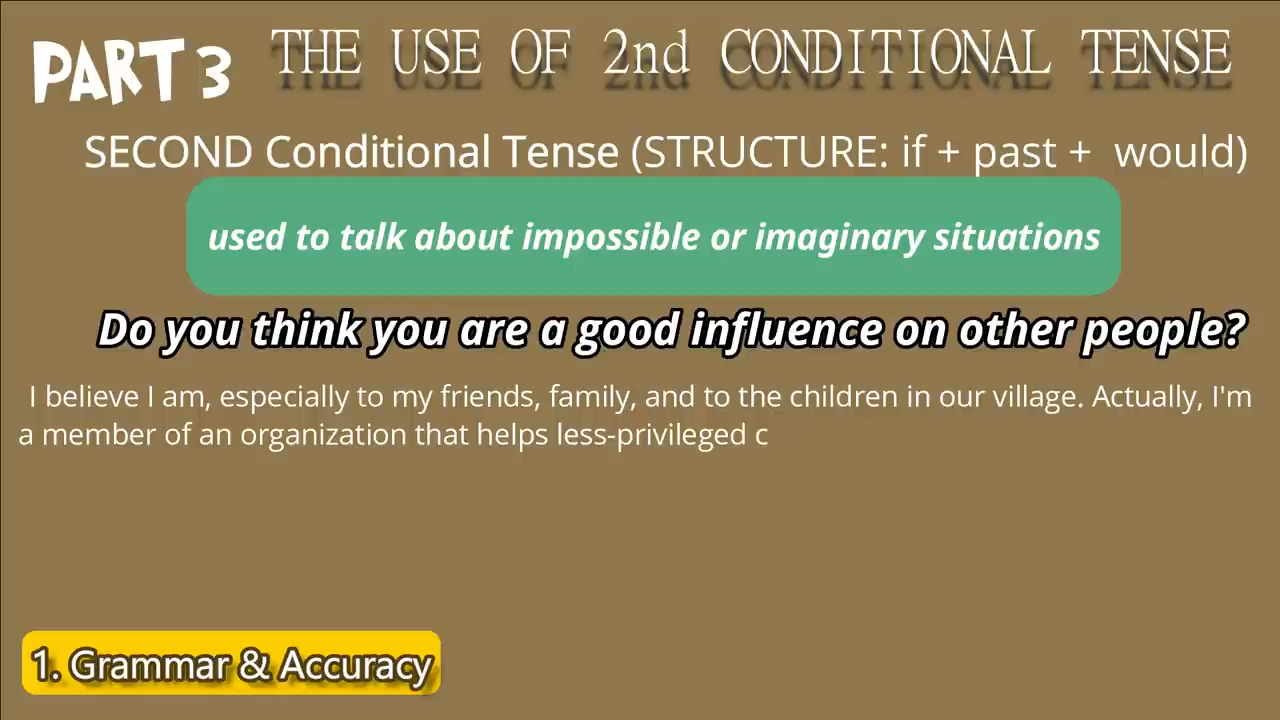 PART 3
THE USE OF 2nd CONDITIONAL TENSE
SECOND Conditional Tense (STRUCTURE: if + past + would)
used to talk about impossible or imaginary situations
Do you think you are a good influence on other people?
I believe I am, especially to my friends, family, and to the children in our village. Actually, I'm
a member of an organization that helps less-privileged c
1. Grammar & Accuracy